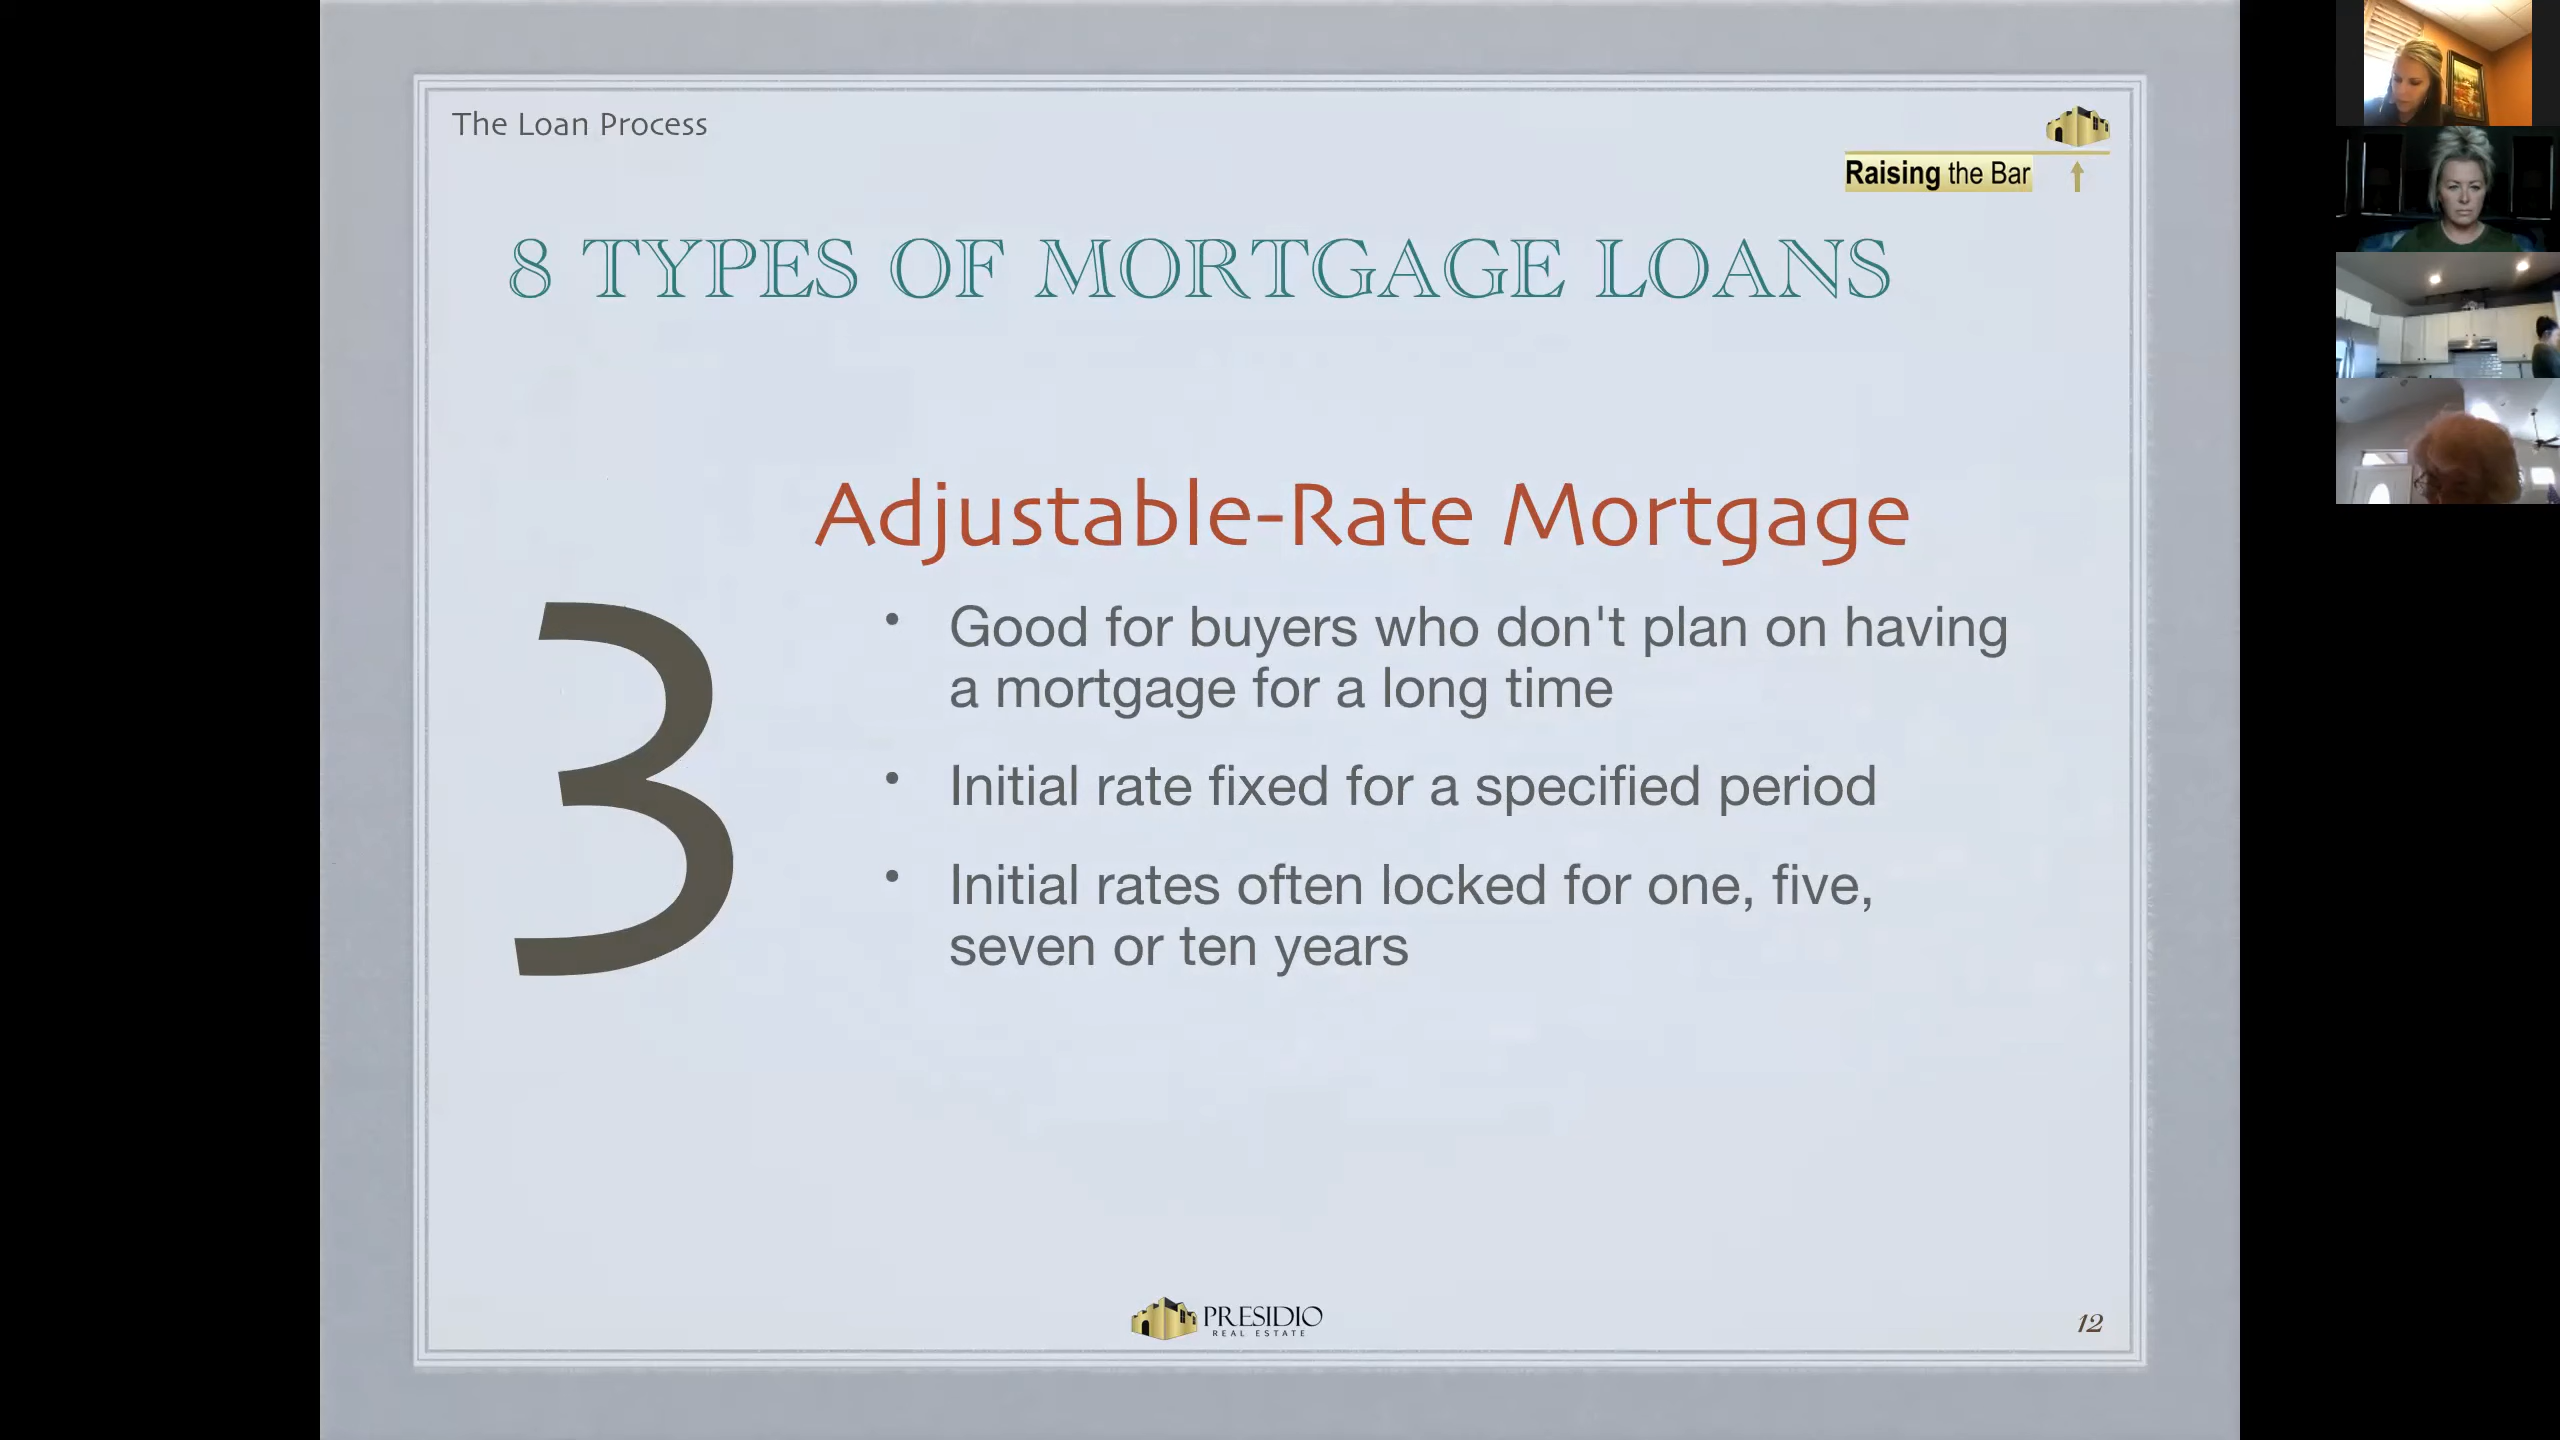 The Loan Process
Raising the Bar
8 TYPES OF MORTGAGE LOANS
3
Adjustable-Rate Mortgage
• Good for buyers who don't plan on having
a mortgage for a long time
• Initial rate fixed for a specified period
• Initial rates often locked for one, five,
seven or ten years
PRESIDIO
REAL ESTATE
12